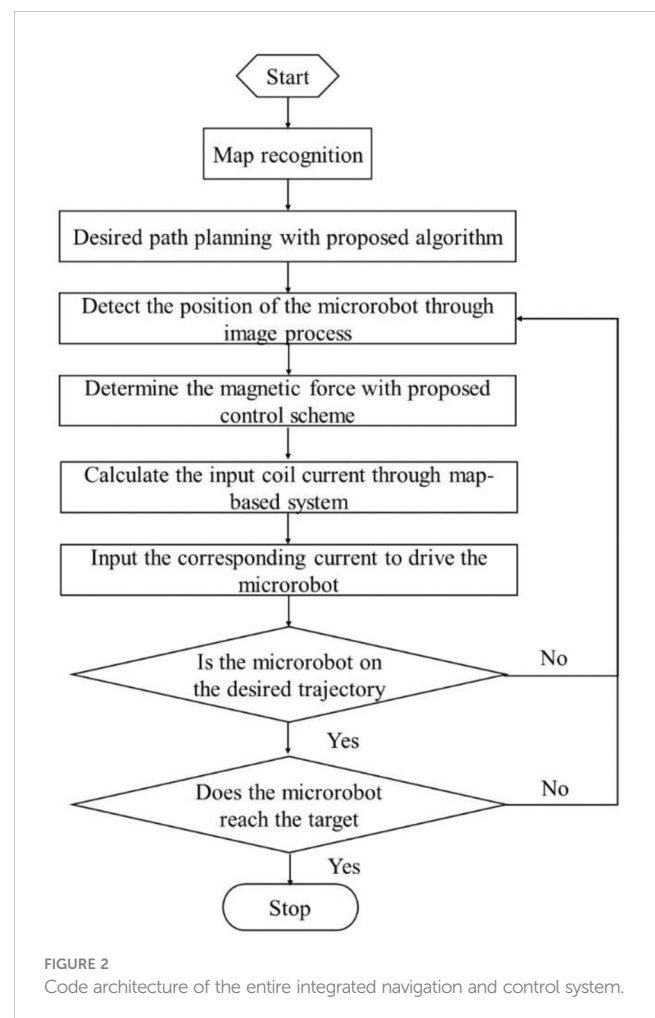 Start
Map recognition
Desired path planning with proposed algorithm
Detect the position of the microrobot through
image process
Determine the magnetic force with proposed
control scheme
Calculate the input coil current through map-
based system
Input the corresponding current to drive the
microrobot
Is the microrobot on
the desired trajectory
No
Yes
Does the microrobot
reach the target
No
Yes
Stop
FIGURE 2
Code architecture of the entire integrated navigation and control system.